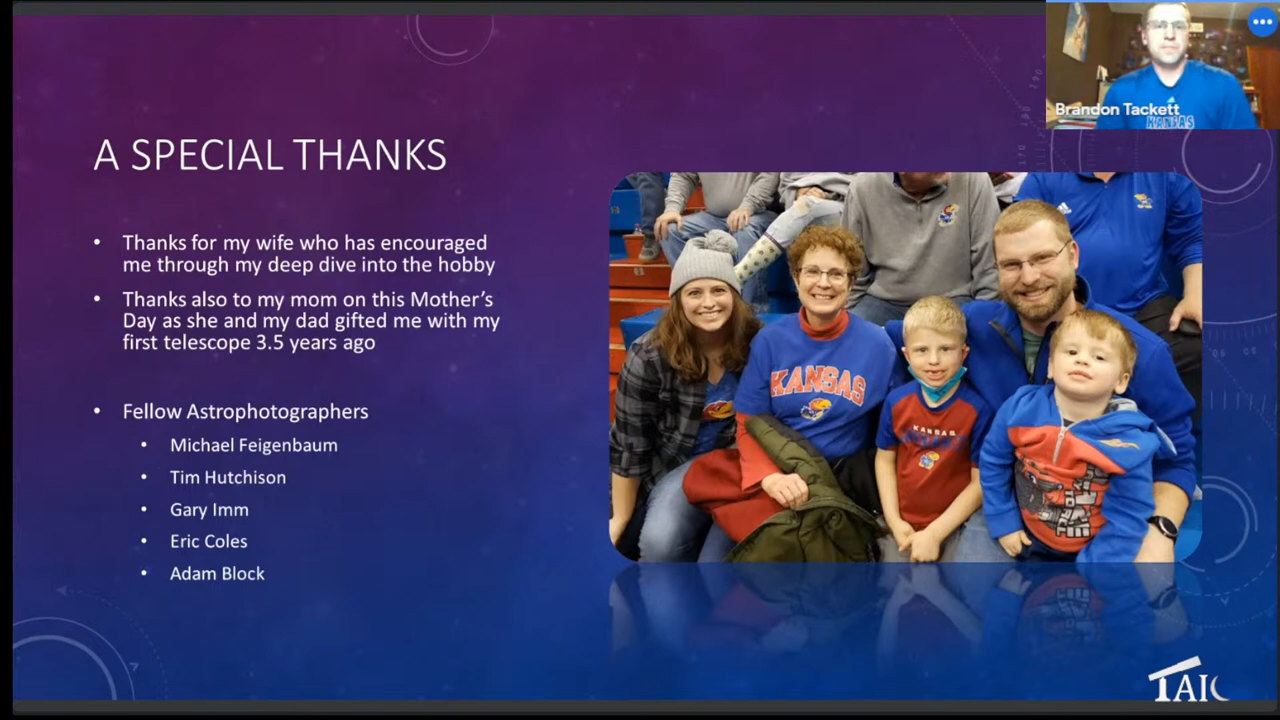 Brandon Tackett
KANSAS
A SPECIAL THANKS
• Thanks for my wife who has encouraged
me through my deep dive into the hobby
• Thanks also to my mom on this Mother's
Day as she and my dad gifted me with my
first telescope 3.5 years ago
• Fellow Astrophotographers
• Michael Feigenbaum
• Tim Hutchison
• Gary Imm
• Eric Coles
• Adam Block
KANSAS
KANSAS
TAIC